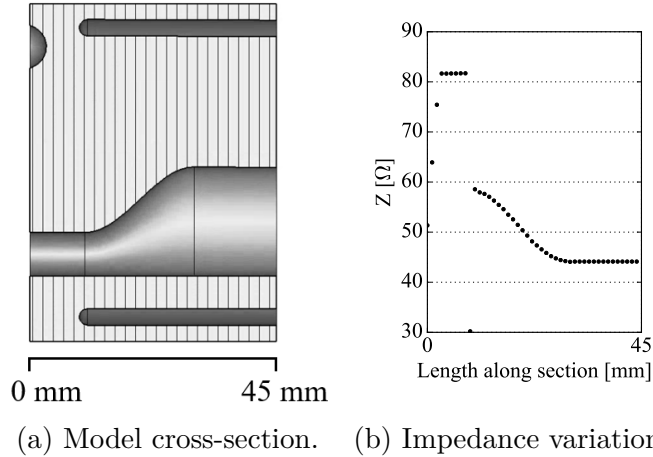 0 mm
45 mm
(a) Model cross-section.
90
80
70
60
50
40
30
Z [Ω]
0
45
Length along section [mm]
(b) Impedance variation